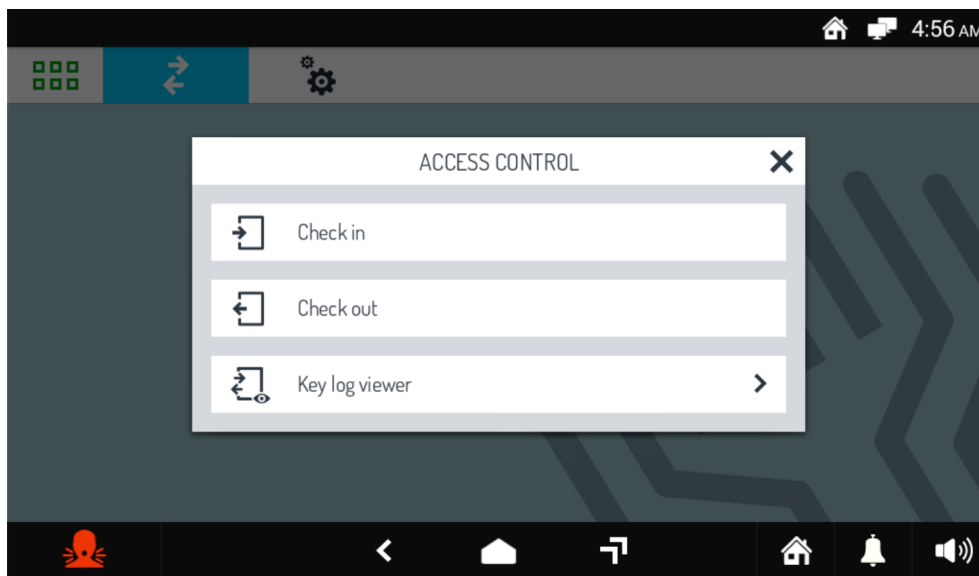 4:56 AM
ACCESS CONTROL
Check in
Check out
Key log viewer